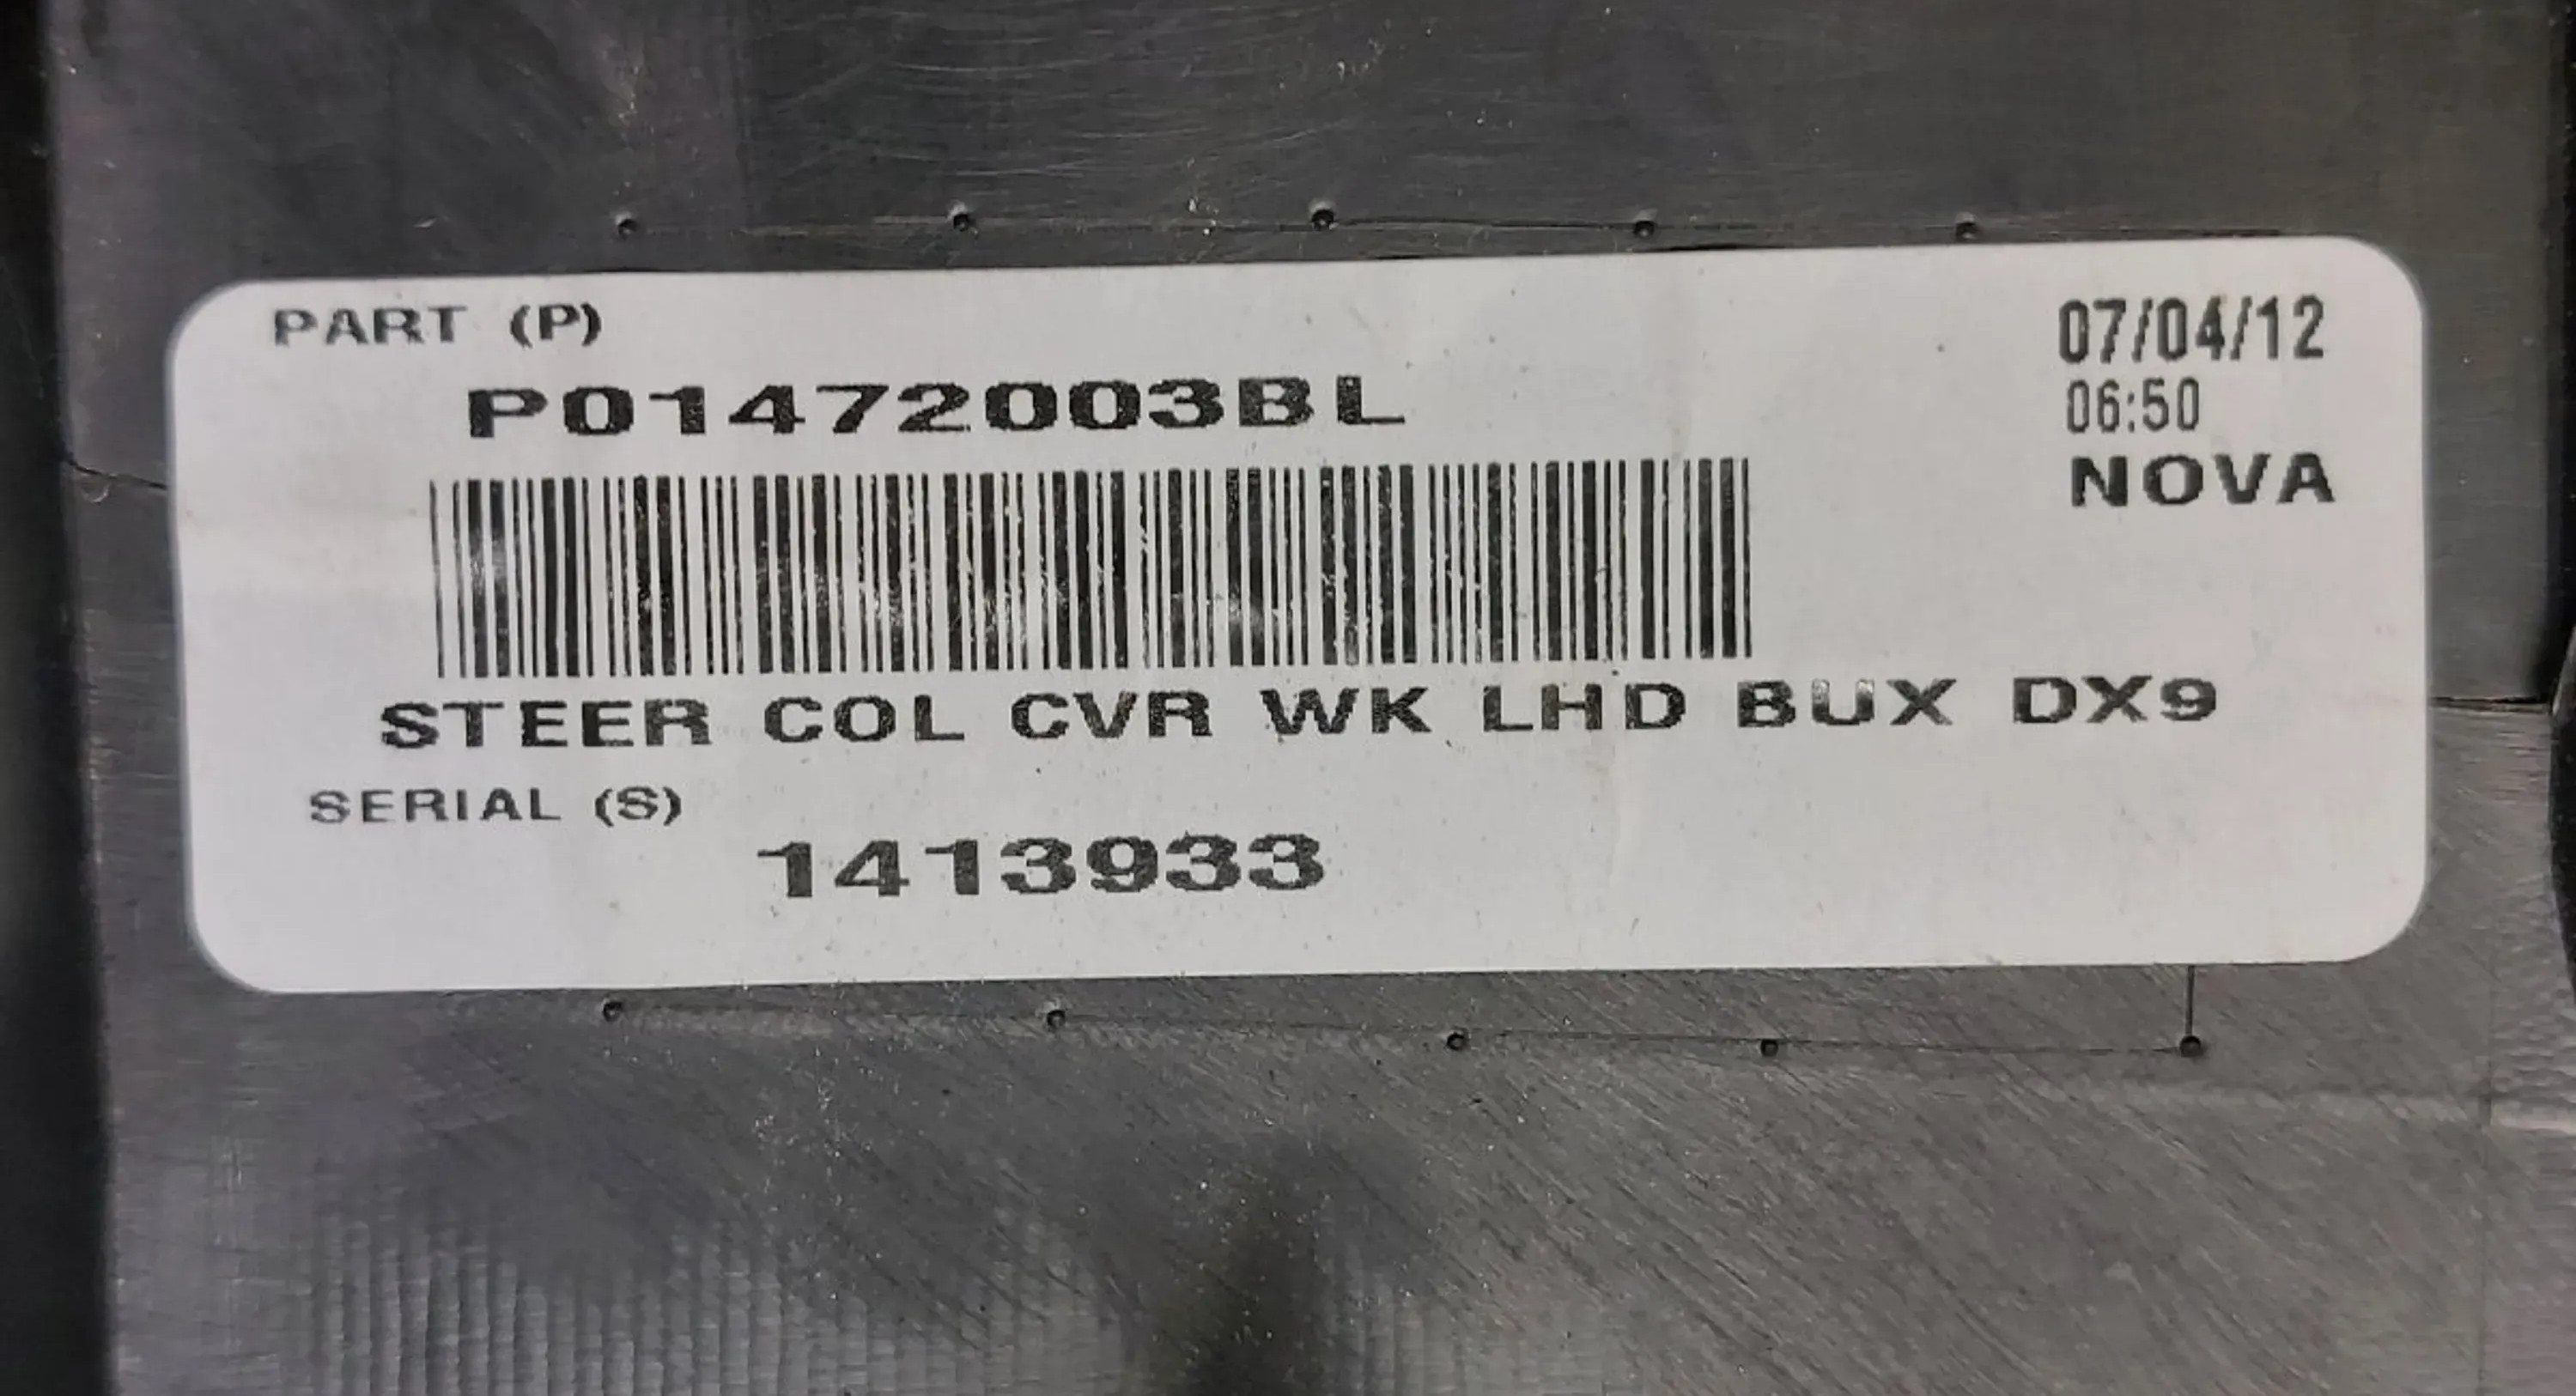 PART (P)
07/04/12
P01472003BL
06:50
NOVA
STEER COL CVR WK LHD BUX DX9
SERIAL (S)
1413933